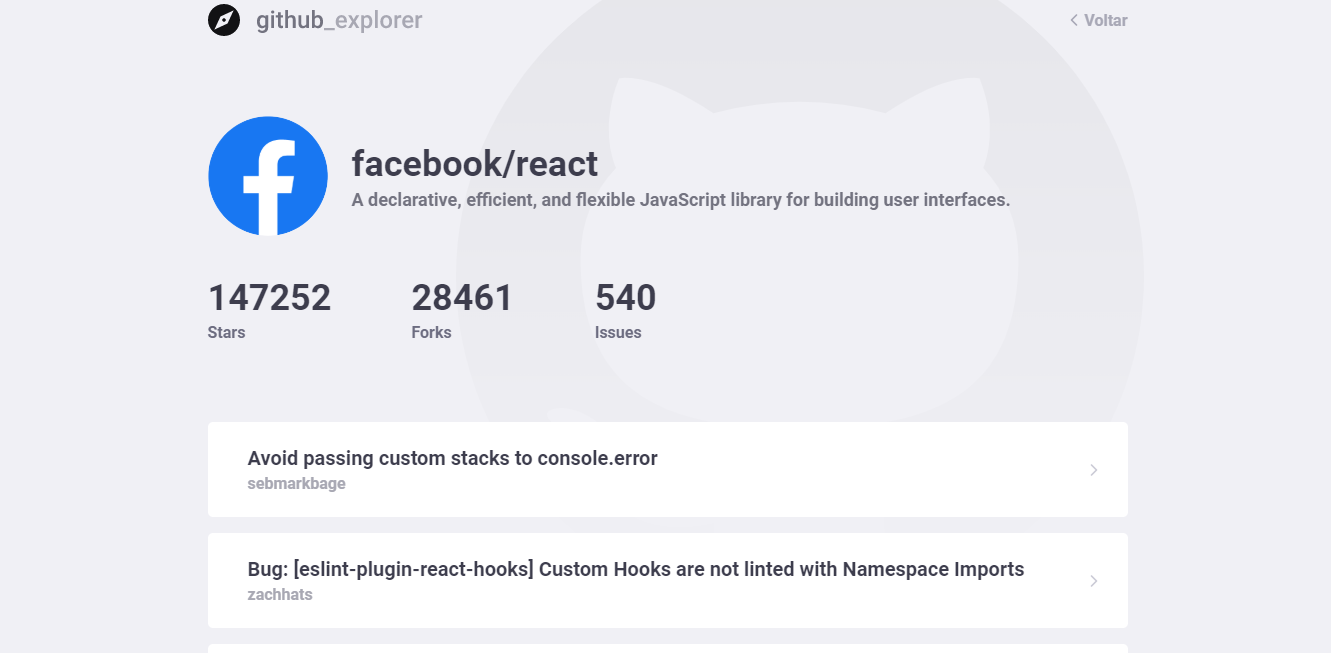 github_explorer
Voltar
facebook/react
A declarative, efficient, and flexible JavaScript library for building user interfaces.
147252 28461 540
Stars Forks Issues
Avoid passing custom stacks to console.error
sebmarkbage
Bug: [eslint-plugin-react-hooks] Custom Hooks are not linted with Namespace Imports
zachhats